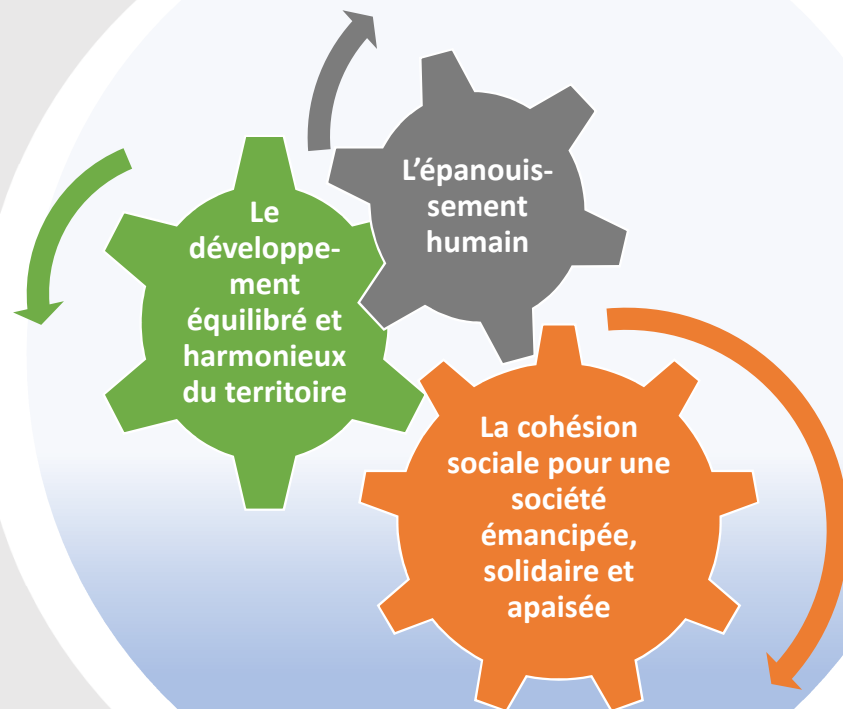 L'épanouis-
sement
humain
Le
développe-
ment
équilibré et
harmonieux
du territoire
La cohésion
sociale pour une
société
émancipée,
solidaire et
apaisée